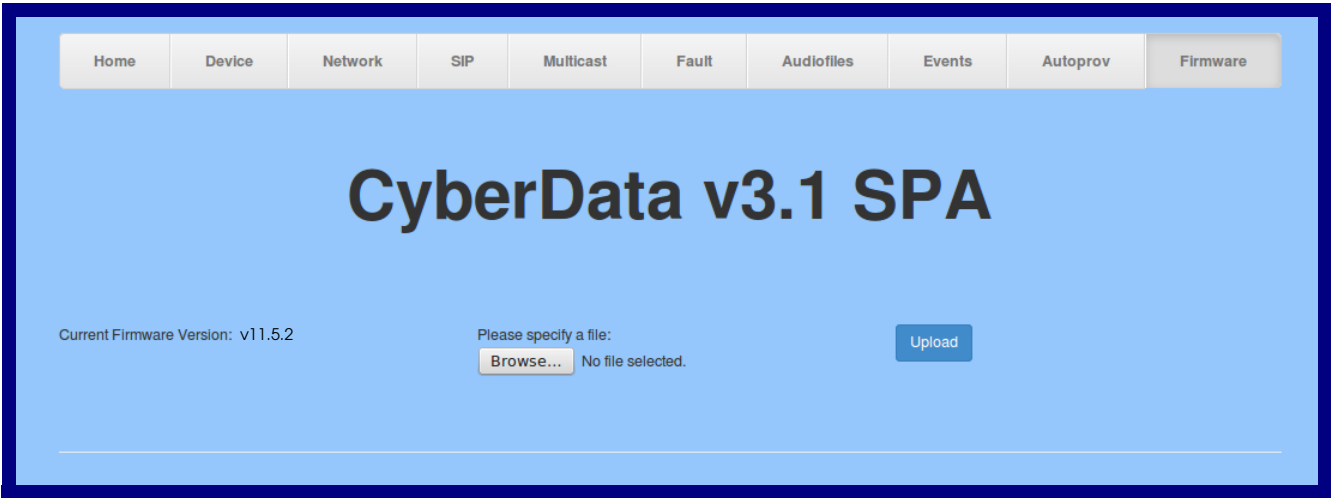 Home Device Network SIP Multicast Fault Audiofiles Events Autoprov Firmware
CyberData v3.1 SPA
Current Firmware Version: v11.5.2
Please specify a file:
Browse... No file selected.
Upload